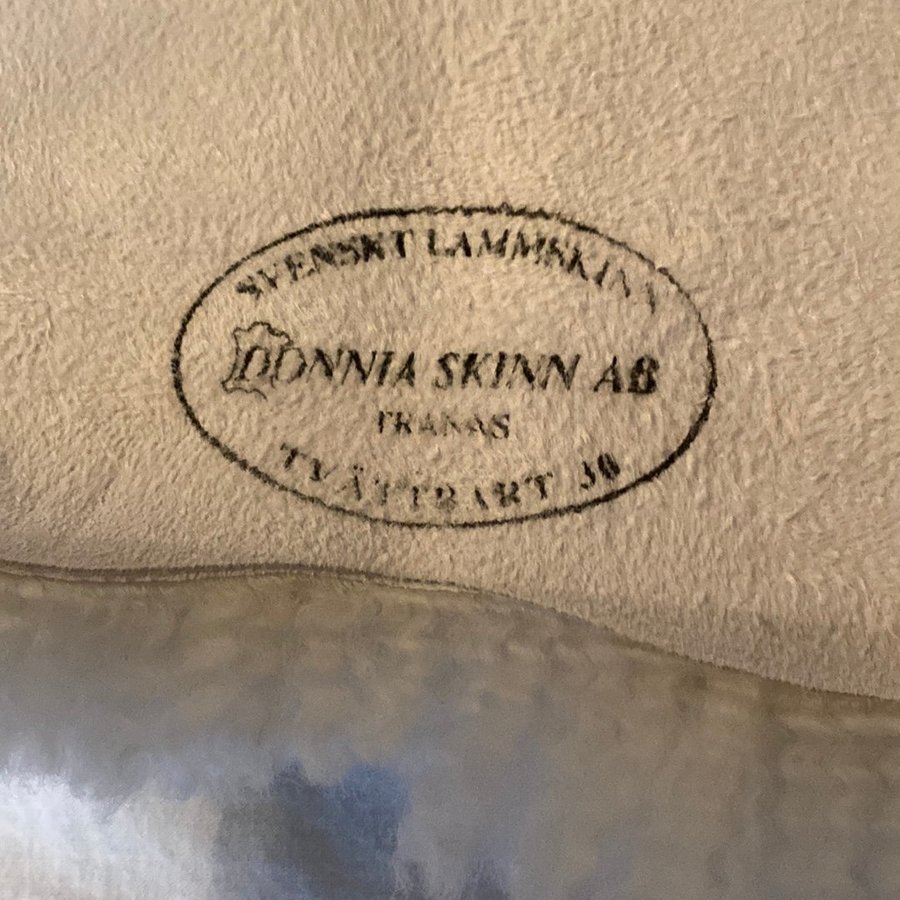 SVENSKT LAMMSKINN
DONNIA SKINN AB
TRANÅS
TVÄTTBART 30